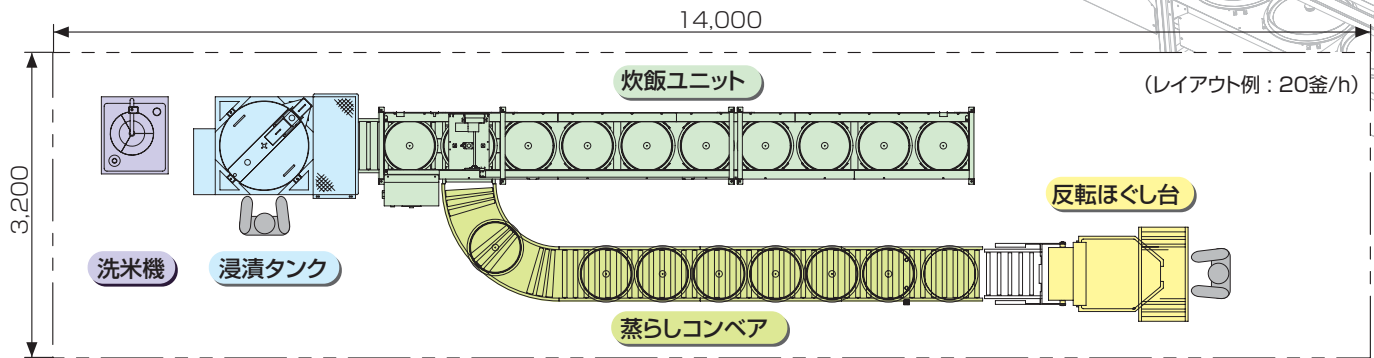 14,000
炊飯ユニット
(レイアウト例:20釜/h)
3,200
反転ほぐし台
洗米機
浸漬タンク
蒸らしコンベア